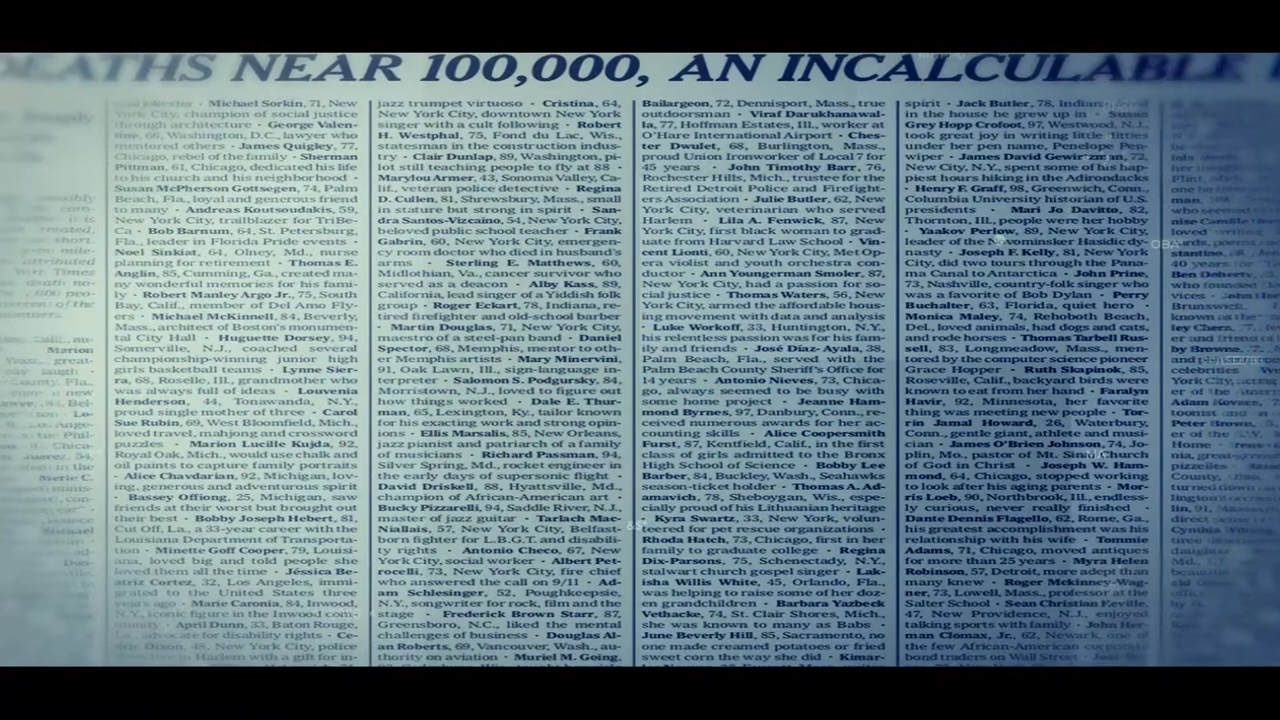 DEATHS NEAR 100,000, AN INCALCULABLE
Michael Sorkin, 71, New
York City, champion of social justice
through architecture · George Valen-
tine, 66, Washington, D.C., lawyer who
mentored others · James Quigley, 77,
Chicago, rebel of the family · Sherman
Pittman, 61, Chicago, dedicated his life
to his church and his neighborhood ·
Susan McPherson Gottsegen, 74, Palm
Beach, Fla., loyal and generous friend
to many · Andreas Koutsoudakis, 59,
New York City, trailblazer for TriBe-
Ca · Bob Barnum, 64, St. Petersburg,
Fla., leader in Florida Pride events ·
Noel Sinkiat, 64, Olney, Md., nurse
planning for retirement · Thomas E.
Anglin, 85, Cumming, Ga., created ma-
ny wonderful memories for his fami-
ly · Robert Manley Argo Jr., 75, South
Bay, Calif., member of Del Amo Fly-
ers · Michael McKinnell, 84, Beverly,
Mass., architect of Boston's monumen-
tal City Hall · Huguette Dorsey, 94,
Somerville, N.J., coached several
championship-winning junior high
girls basketball teams · Lynne Sier-
ra, 68, Roselle, Ill., grandmother who
was always full of ideas · Louvenia
Henderson, 44, Tonawanda, N.Y.,
proud single mother of three · Carol
Sue Rubin, 69, West Bloomfield, Mich.,
loved travel, mahjong and crossword
puzzles · Marion Lucille Kujda, 92,
Royal Oak, Mich., would use chalk and
oil paints to capture family portraits
· Alice Chavdarian, 92, Michigan, lov-
ing, generous and adventurous spirit
· Bassey Offiong, 25, Michigan, saw
friends at their worst but brought out
their best · Bobby Joseph Hebert, 81,
Cut Off, La., a 33-year career with the
Louisiana Department of Transporta-
tion · Minette Goff Cooper, 79, Louisi-
ana, loved big and told people she
loved them all the time · Jéssica Be-
atriz Cortez, 32, Los Angeles, immi-
grated to the United States three
years ago · Marie Caronia, 84, Inwood,
N.Y., iconic figure in the Inwood com-
munity · April Dunn, 33, Baton Rouge,
La., advocate for disability rights · Ce-
dric Dixon, 48, New York City, police
detective in Harlem with a gift for in-
jazz trumpet virtuoso · Cristina, 64,
New York City, downtown New York
singer with a cult following · Robert
H. Westphal, 75, Fond du Lac, Wis.,
statesman in the construction indus-
try · Clair Dunlap, 89, Washington, pi-
lot still teaching people to fly at 88 ·
Marylou Armer, 43, Sonoma Valley, Ca-
lif., veteran police detective · Regina
D. Cullen, 81, Shrewsbury, Mass., small
in stature but strong in spirit · San-
dra Santos-Vizcaino, 54, New York City,
beloved public school teacher · Frank
Gabrin, 60, New York City, emergen-
cy room doctor who died in husband's
arms · Sterling E. Matthews, 60,
Midlothian, Va., cancer survivor who
served as a deacon · Alby Kass, 89,
California, lead singer of a Yiddish folk
group · Roger Eckart, 78, Indiana, re-
tired firefighter and old-school barber
· Martin Douglas, 71, New York City,
maestro of a steel-pan band · Daniel
Spector, 68, Memphis, mentor to oth-
er Memphis artists · Mary Minervini,
91, Oak Lawn, Ill., sign-language in-
terpreter · Salomon S. Podgursky, 84,
Morristown, N.J., loved to figure out
how things worked · Dale E. Thur-
man, 65, Lexington, Ky., tailor known
for his exacting work and strong opin-
ions · Ellis Marsalis, 85, New Orleans,
jazz pianist and patriarch of a family
of musicians · Richard Passman, 94,
Silver Spring, Md., rocket engineer in
the early days of supersonic flight ·
David Driskell, 88, Hyattsville, Md.,
champion of African-American art ·
Bucky Pizzarelli, 94, Saddle River, N.J.,
master of jazz guitar · Tarlach Mac-
Niallais, 57, New York City, Belfast-
born fighter for L.B.G.T. and disabili-
ty rights · Antonio Checo, 67, New
York City, social worker · Albert Pet-
rocelli, 73, New York City, fire chief
who answered the call on 9/11 · Ad-
am Schlesinger, 52, Poughkeepsie,
N.Y., songwriter for rock, film and the
stage · Frederick Brown Starr, 87,
Greensboro, N.C., liked the mental
challenges of business · Douglas Al-
an Roberts, 69, Vancouver, Wash., au-
thority on aviation · Muriel M. Going,
Bailargeon, 72, Dennisport, Mass., true
outdoorsman · Viraf Darukhanawal-
la, 77, Hoffman Estates, Ill., worker at
O'Hare International Airport · Ches-
ter Dwulet, 68, Burlington, Mass.,
proud Union Ironworker of Local 7 for
45 years · John Timothy Barr, 76,
Rochester Hills, Mich., trustee for the
Retired Detroit Police and Firefight-
ers Association · Julie Butler, 62, New
York City, veterinarian who served
Harlem · Lila A. Fenwick, 87, New
York City, first black woman to grad-
uate from Harvard Law School · Vin-
cent Lionti, 60, New York City, Met Op-
era violist and youth orchestra con-
ductor · Ann Youngerman Smoler, 87,
New York City, had a passion for so-
cial justice · Thomas Waters, 56, New
York City, armed the affordable hous-
ing movement with data and analysis
· Luke Workoff, 33, Huntington, N.Y.,
his relentless passion was for his fam-
ily and friends · José Díaz-Ayala, 38,
Palm Beach, Fla., served with the
Palm Beach County Sheriff's Office for
14 years · Antonio Nieves, 73, Chica-
go, always seemed to be busy with
some home project · Jeanne Ham-
mond Byrnes, 97, Danbury, Conn., re-
ceived numerous awards for her ac-
counting skills · Alice Coopersmith
Furst, 87, Kentfield, Calif., in the first
class of girls admitted to the Bronx
High School of Science · Bobby Lee
Barber, 84, Buckley, Wash., Seahawks
season-ticket holder · Thomas A. Ad-
amavich, 78, Sheboygan, Wis., espe-
cially proud of his Lithuanian heritage
· Kyra Swartz, 33, New York, volun-
teered for pet rescue organizations ·
Rhoda Hatch, 73, Chicago, first in her
family to graduate college · Regina
Dix-Parsons, 75, Schenectady, N.Y.,
stalwart church gospel singer · Lak-
isha Willis White, 45, Orlando, Fla.,
was helping to raise some of her doz-
en grandchildren · Barbara Yazbeck
Vethacke, 74, St. Clair Shores, Mich.,
she was known to many as Babs ·
June Beverly Hill, 85, Sacramento, no
one made creamed potatoes or fried
sweet corn the way she did · Kimar-
spirit · Jack Butler, 78, Indiana,
in the house he grew up in · Susan
Grey Hopp Crofoot, 97, Westwood, N.J.,
took great joy in writing little ditties
under her pen name, Penelope Pen-
wiper · James David Gewirtzman, 72,
New City, N.Y., spent some of his hap-
piest hours hiking in the Adirondacks
· Henry F. Graff, 98, Greenwich, Conn.,
Columbia University historian of U.S.
presidents · Mari Jo Davitto, 82,
Thornton, Ill., people were her hobby
· Yaakov Perlow, 89, New York City,
leader of the Novominsker Hasidic dy-
nasty · Joseph F. Kelly, 81, New York
City, did two tours through the Pana-
ma Canal to Antarctica · John Prine,
73, Nashville, country-folk singer who
was a favorite of Bob Dylan · Perry
Buchalter, 63, Florida, quiet hero ·
Monica Maley, 74, Rehoboth Beach,
Del., loved animals, had dogs and cats,
and rode horses · Thomas Tarbell Rus-
sell, 83, Longmeadow, Mass., men-
tored by the computer science pioneer
Grace Hopper · Ruth Skapinok, 85,
Roseville, Calif., backyard birds were
known to eat from her hand · Faralyn
Havir, 92, Minnesota, her favorite
thing was meeting new people · Tor-
rin Jamal Howard, 26, Waterbury,
Conn., gentle giant, athlete and musi-
cian · James O'Brien Johnson, 74, Jo-
plin, Mo., pastor of Mt. Sinai Church
of God in Christ · Joseph W. Ham-
mond, 64, Chicago, stopped working
to look after his aging parents · Mor-
ris Loeb, 90, Northbrook, Ill., endless-
ly curious, never really finished ·
Dante Dennis Flagello, 62, Rome, Ga.,
his greatest accomplishment was his
relationship with his wife · Tommie
Adams, 71, Chicago, moved antiques
for more than 25 years · Myra Helen
Robinson, 57, Detroit, more adept than
many knew · Roger Mckinney-Wag-
ner, 73, Lowell, Mass., professor at the
Salter School · Sean Christian Keville,
47, New Providence, N.J., enjoyed
talking sports with family · John Her-
man Clomax, Jr., 62, Newark, one of
the few African-American corporate
bond traders on Wall Street ·